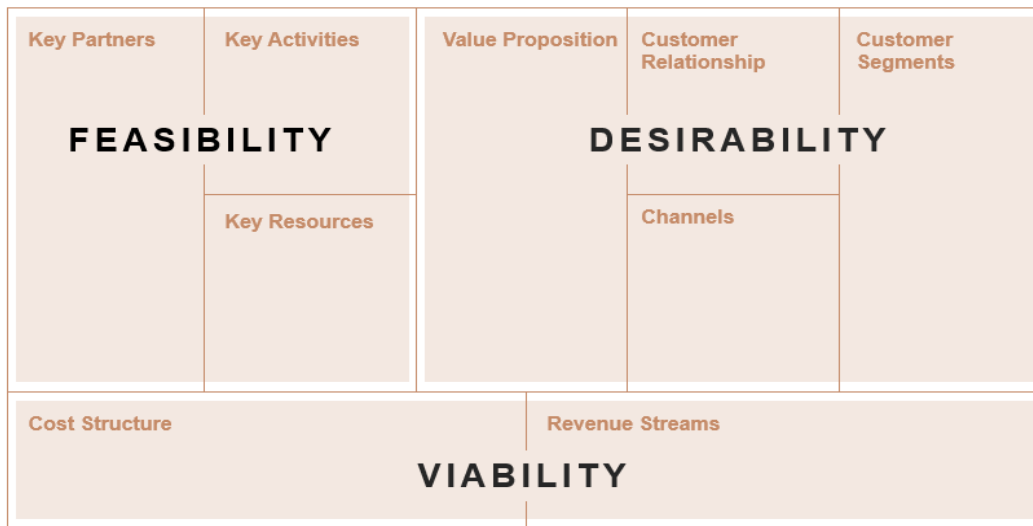 Key Partners
Key Activities
Value Proposition
Customer
Relationship
Customer
Segments
FEASIBILITY
DESIRABILITY
Key Resources
Channels
Cost Structure
Revenue Streams
VIABILITY